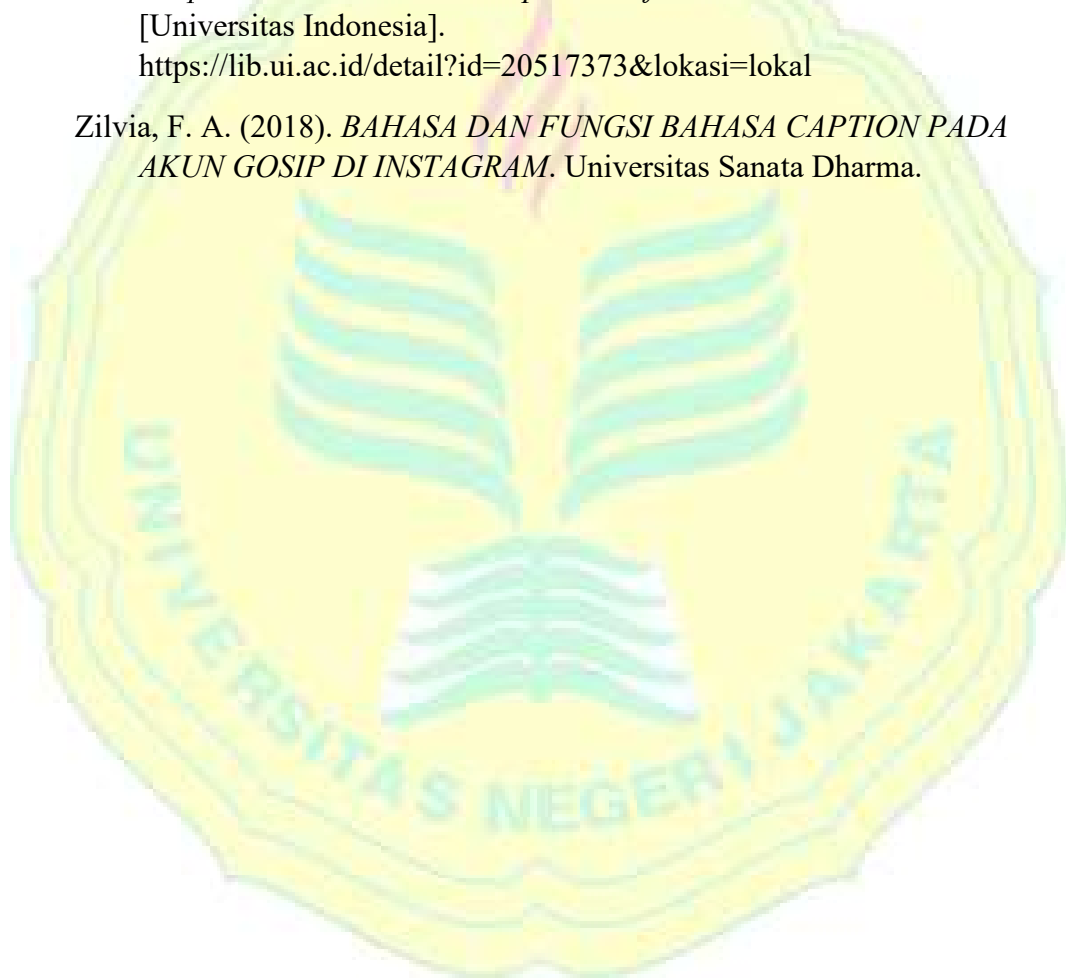 [Universitas Indonesia].
https://lib.ui.ac.id/detail?id=20517373&lokasi=lokal
Zilvia, F. A. (2018). BAHASA DAN FUNGSI BAHASA CAPTION PADA
AKUN GOSIP DI INSTAGRAM. Universitas Sanata Dharma.
UNIVERSITAS NEGERI JAKARTA